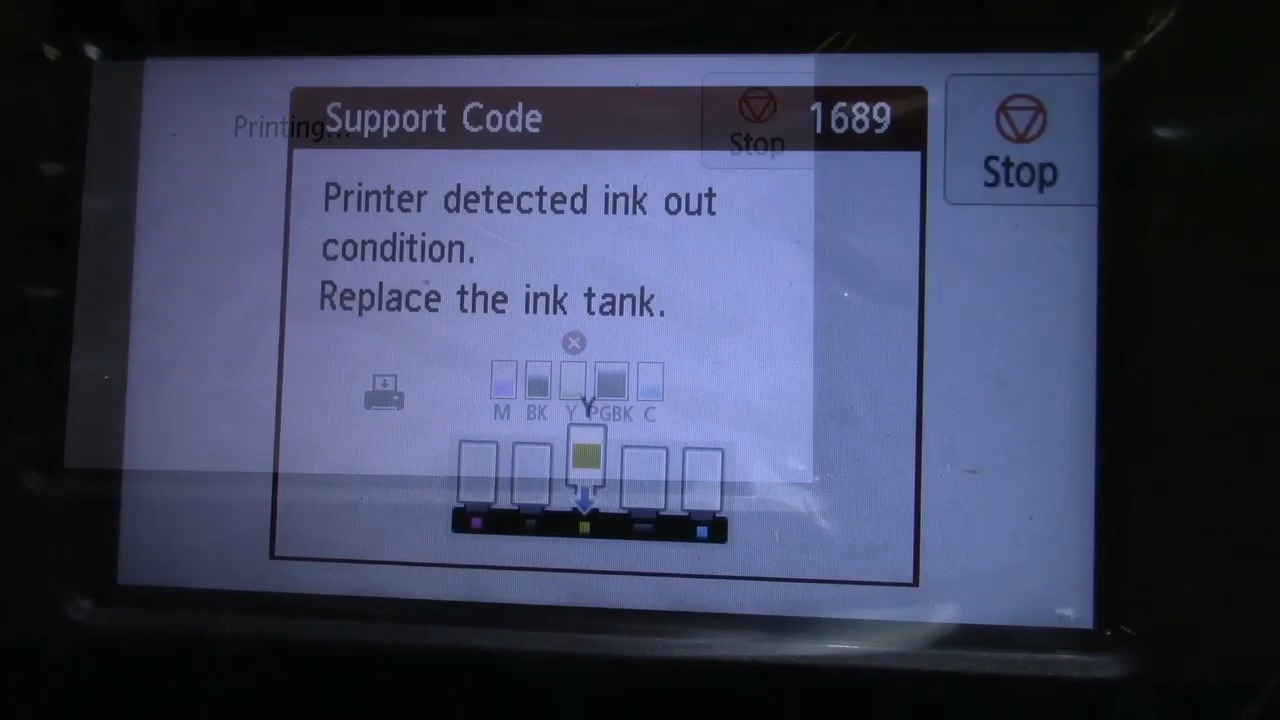 Printing...
Support Code
1689
Stop
Stop
Printer detected ink out
condition.
Replace the ink tank.
M BK Y PGBK C
Y